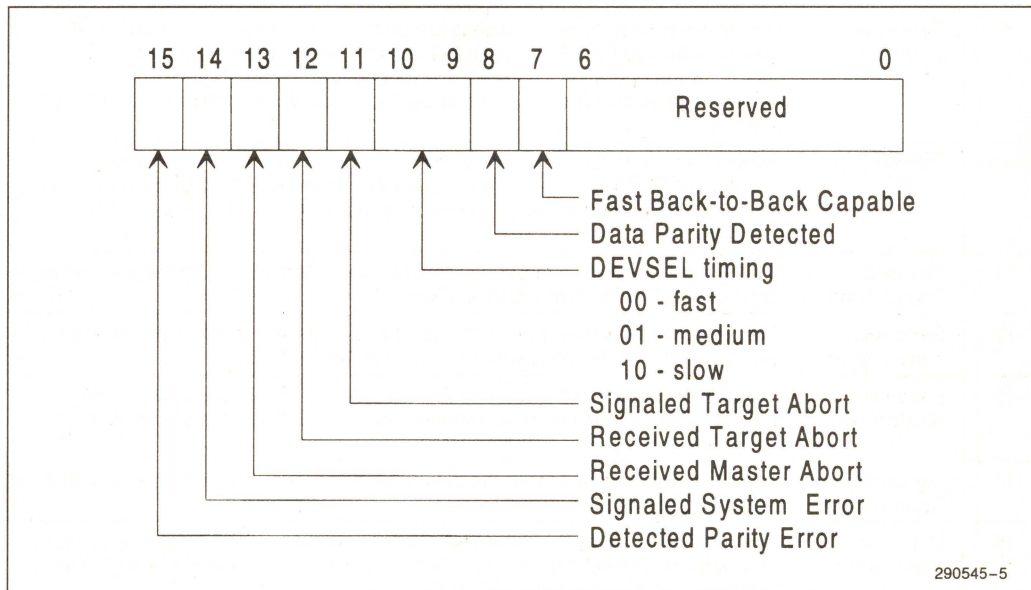 15 14 13 12 11 10 9 8 7 6 0
Reserved
Fast Back-to-Back Capable
Data Parity Detected
DEVSEL timing
00 - fast
01 - medium
10 - slow
Signaled Target Abort
Received Target Abort
Received Master Abort
Signaled System Error
Detected Parity Error
290545-5